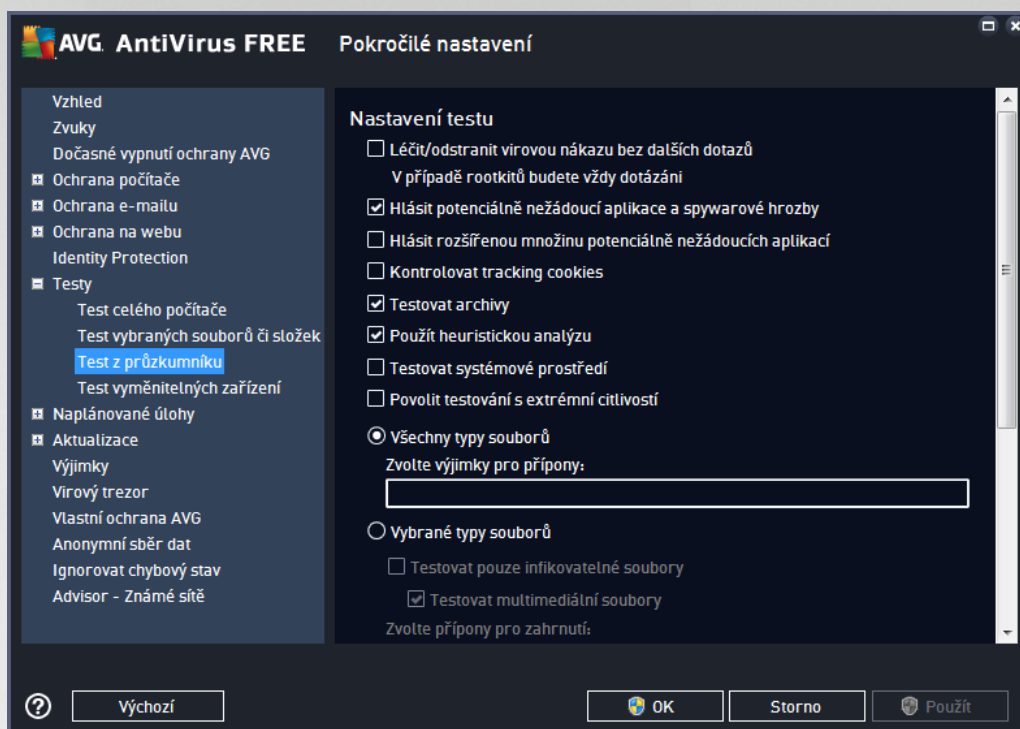 AVG. AntiVirus FREE Pokročilé nastavení
Vzhled
Zvuky
Dočasné vypnutí ochrany AVG
Ochrana počítače
Ochrana e-mailu
Ochrana na webu
Identity Protection
Testy
Test celého počítače
Test vybraných souborů či složek
Test z průzkumníku
Test vyměnitelných zařízení
Naplánované úlohy
Aktualizace
Výjimky
Virový trezor
Vlastní ochrana AVG
Anonymní sběr dat
Ignorovat chybový stav
Advisor - Známé sítě
Nastavení testu
Léčit/odstranit virovou nákazu bez dalších dotazů
V případě rootkitů budete vždy dotázáni
Hlásit potenciálně nežádoucí aplikace a spywarové hrozby
Hlásit rozšířenou množinu potenciálně nežádoucích aplikací
Kontrolovat tracking cookies
Testovat archivy
Použít heuristickou analýzu
Testovat systémové prostředí
Povolit testování s extrémní citlivostí
Všechny typy souborů
Zvolte výjimky pro přípony:
Vybrané typy souborů
Testovat pouze infikovatelné soubory
Testovat multimediální soubory
Zvolte přípony pro zahrnutí:
? Výchozí OK Storno Použít